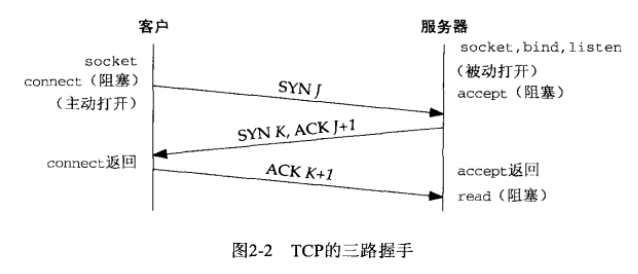 客户
服务器
socket
connect（阻塞）
（主动打开）
socket,bind,listen
（被动打开）
accept（阻塞）
SYN J
SYN K, ACK J+1
connect返回
ACK K+1
accept返回
read（阻塞）
图2-2 TCP的三路握手